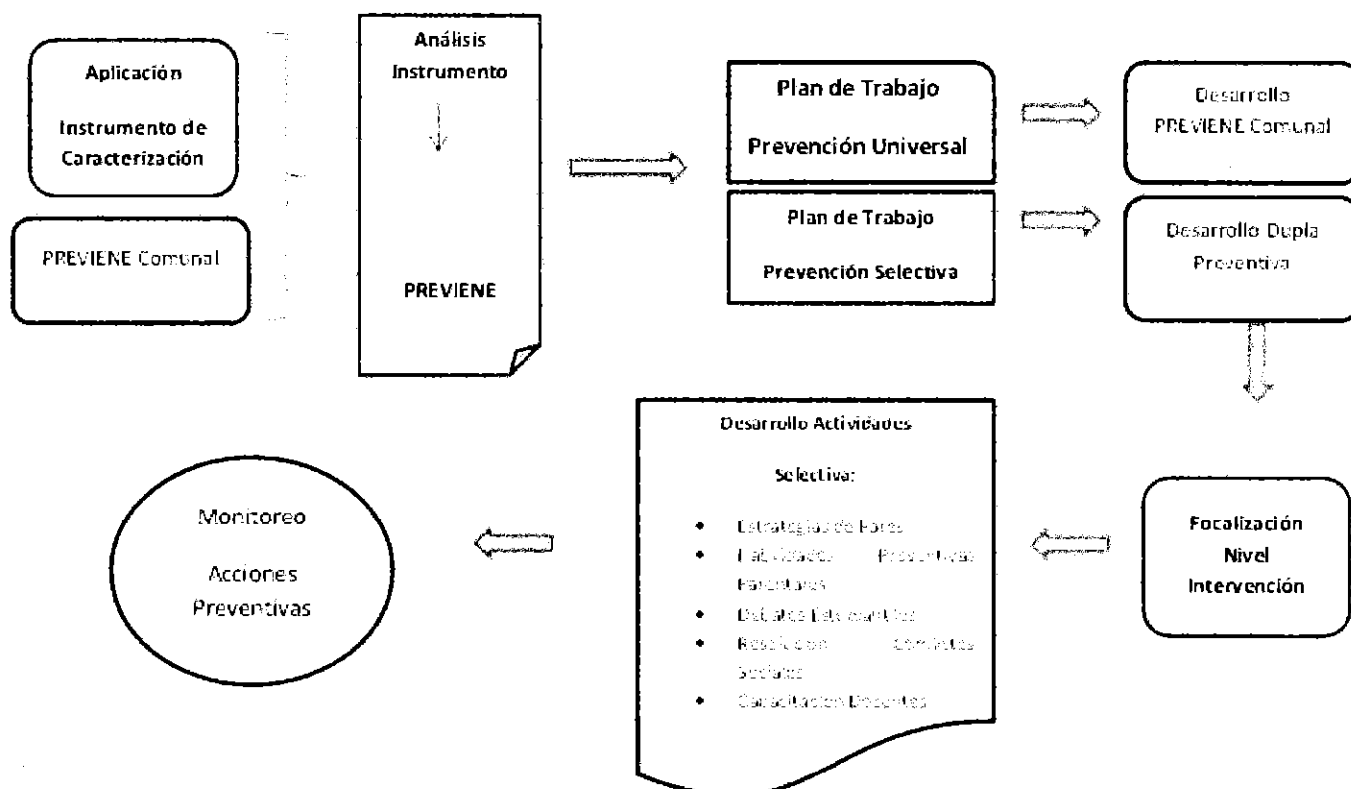 Aplicación
Instrumento de
Caracterización
PREVIENE Comunal
Análisis
Instrumento
PREVIENE
Plan de Trabajo
Prevención Universal
Plan de Trabajo
Prevención Selectiva
Desarrollo
PREVIENE Comunal
Desarrollo Dupla
Preventiva
Focalización
Nivel
Intervención
Desarrollo Actividades
Selectiva:
• Estrategias de Pares
• Habilidades Preventivas
Parentales
• Debates Estudiantiles
• Resolución Conflictos
Sociales
• Capacitación Docentes
Monitoreo
Acciones
Preventivas